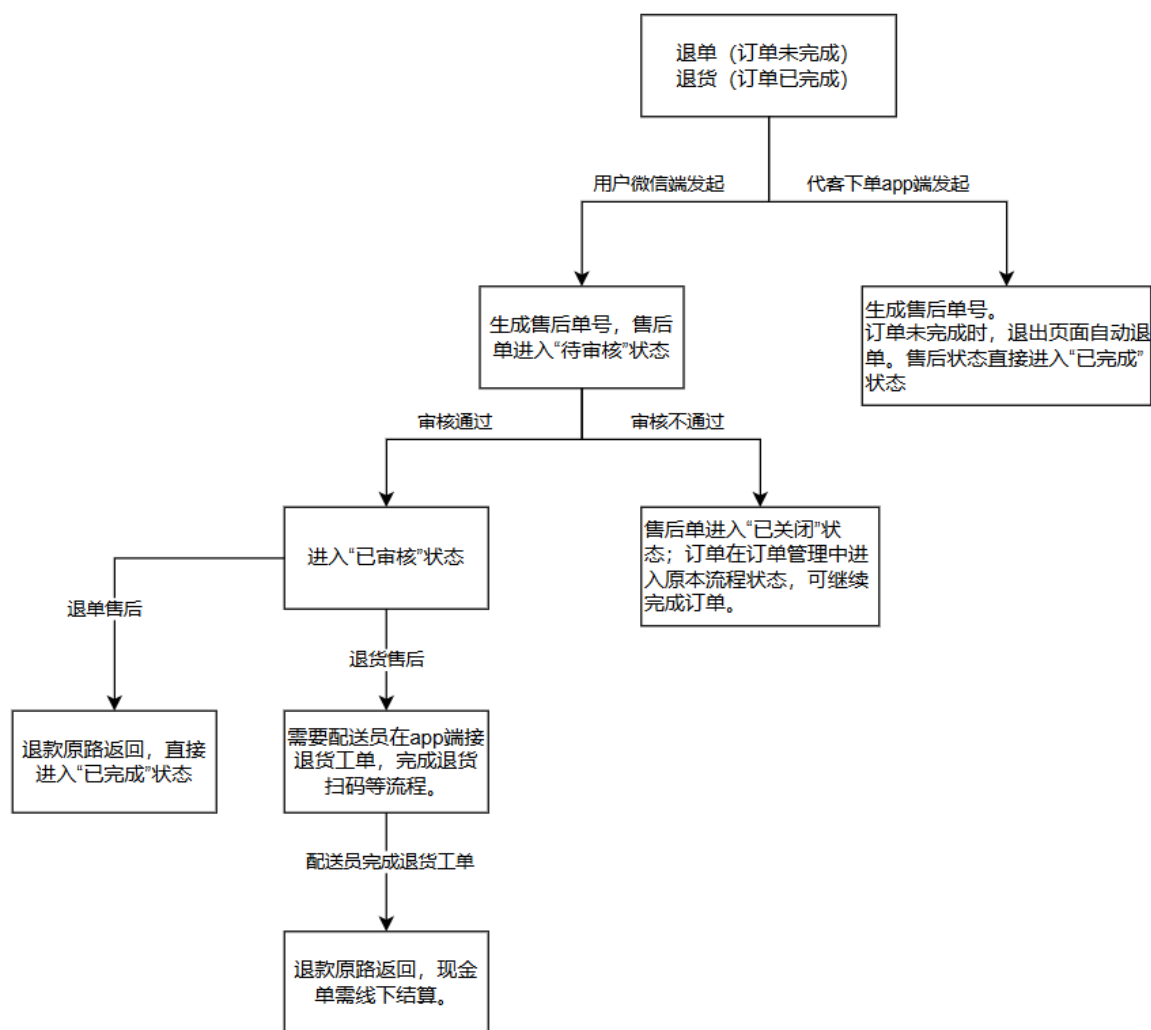 退单（订单未完成）
退货（订单已完成）
用户微信端发起
代客下单app端发起
生成售后单号，售后
单进入“待审核”状态
生成售后单号。
订单未完成时，退出页面自动退
单。售后状态直接进入“已完成”
状态
审核通过
审核不通过
进入“已审核”状态
售后单进入“已关闭”状
态；订单在订单管理中进
入原本流程状态，可继续
完成订单。
退单售后
退货售后
退款原路返回，直接
进入“已完成”状态
需要配送员在app端接
退货工单，完成退货
扫码等流程。
配送员完成退货工单
退款原路返回，现金
单需线下结算。